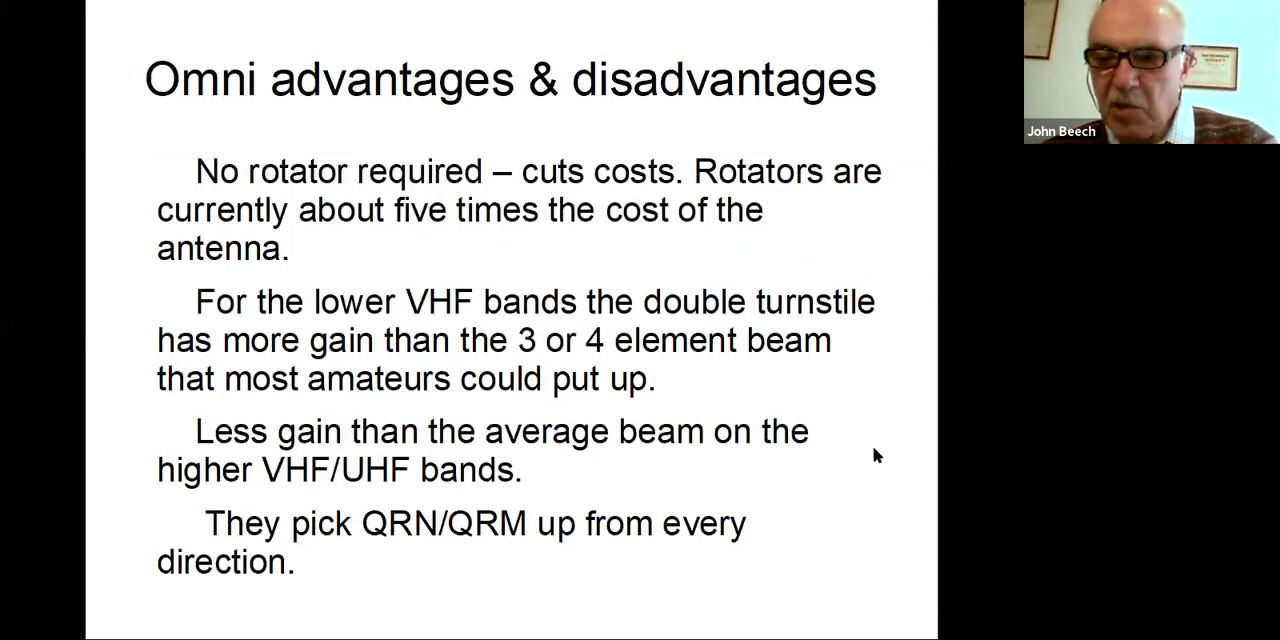 Omni advantages & disadvantages
No rotator required – cuts costs. Rotators are
currently about five times the cost of the
antenna.
For the lower VHF bands the double turnstile
has more gain than the 3 or 4 element beam
that most amateurs could put up.
Less gain than the average beam on the
higher VHF/UHF bands.
They pick QRN/QRM up from every
direction.
John Beech